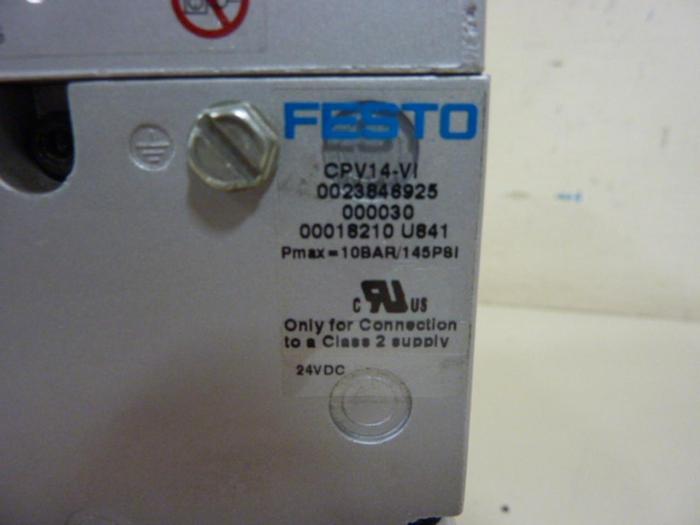 FESTO
CPV14-VI
0023846925
000030
00018210 U841
Pmax=10BAR/145PSI
C RU US
Only for Connection
to a Class 2 supply
24VDC